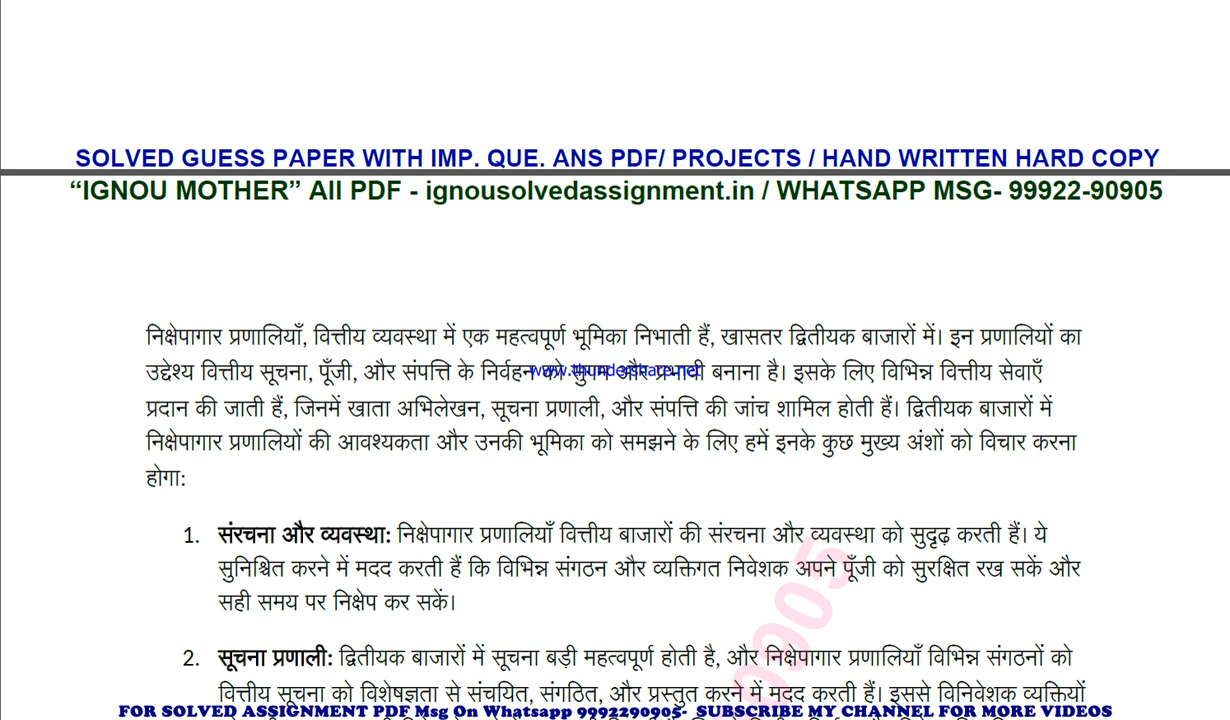 SOLVED GUESS PAPER WITH IMP. QUE. ANS PDF/ PROJECTS / HAND WRITTEN HARD COPY
“IGNOU MOTHER” All PDF - ignousolvedassignment.in / WHATSAPP MSG- 99922-90905
निक्षेपागार प्रणालियाँ, वित्तीय व्यवस्था में एक महत्वपूर्ण भूमिका निभाती हैं, खासतर द्वितीयक बाजारों में। इन प्रणालियों का
उद्देश्य वित्तीय सूचना, पूँजी, और संपत्ति के निर्वहन को और बनाना है। इसके लिए विभिन्न वित्तीय सेवाएँ
www.thundershare.net
प्रदान की जाती हैं, जिनमें खाता अभिलेखन, सूचना प्रणाली, और संपत्ति की जांच शामिल होती हैं। द्वितीयक बाजारों में
निक्षेपागार प्रणालियों की आवश्यकता और उनकी भूमिका को समझने के लिए हमें इनके कुछ मुख्य अंशों को विचार करना
होगा:
1. संरचना और व्यवस्था: निक्षेपागार प्रणालियाँ वित्तीय बाजारों की संरचना और व्यवस्था को सुदृढ़ करती हैं। ये
सुनिश्चित करने में मदद करती हैं कि विभिन्न संगठन और व्यक्तिगत निवेशक अपने पूँजी को सुरक्षित रख सकें और
सही समय पर निक्षेप कर सकें।
2. सूचना प्रणाली: द्वितीयक बाजारों में सूचना बड़ी महत्वपूर्ण होती है, और निक्षेपागार प्रणालियाँ विभिन्न संगठनों को
वित्तीय सूचना को विशेषज्ञता से संचयित, संगठित, और प्रस्तुत करने में मदद करती हैं। इससे विनिवेशक व्यक्तियों
FOR SOLVED ASSIGNMENT PDF Msg On Whatsapp 9992290905- SUBSCRIBE MY CHANNEL FOR MORE VIDEOS